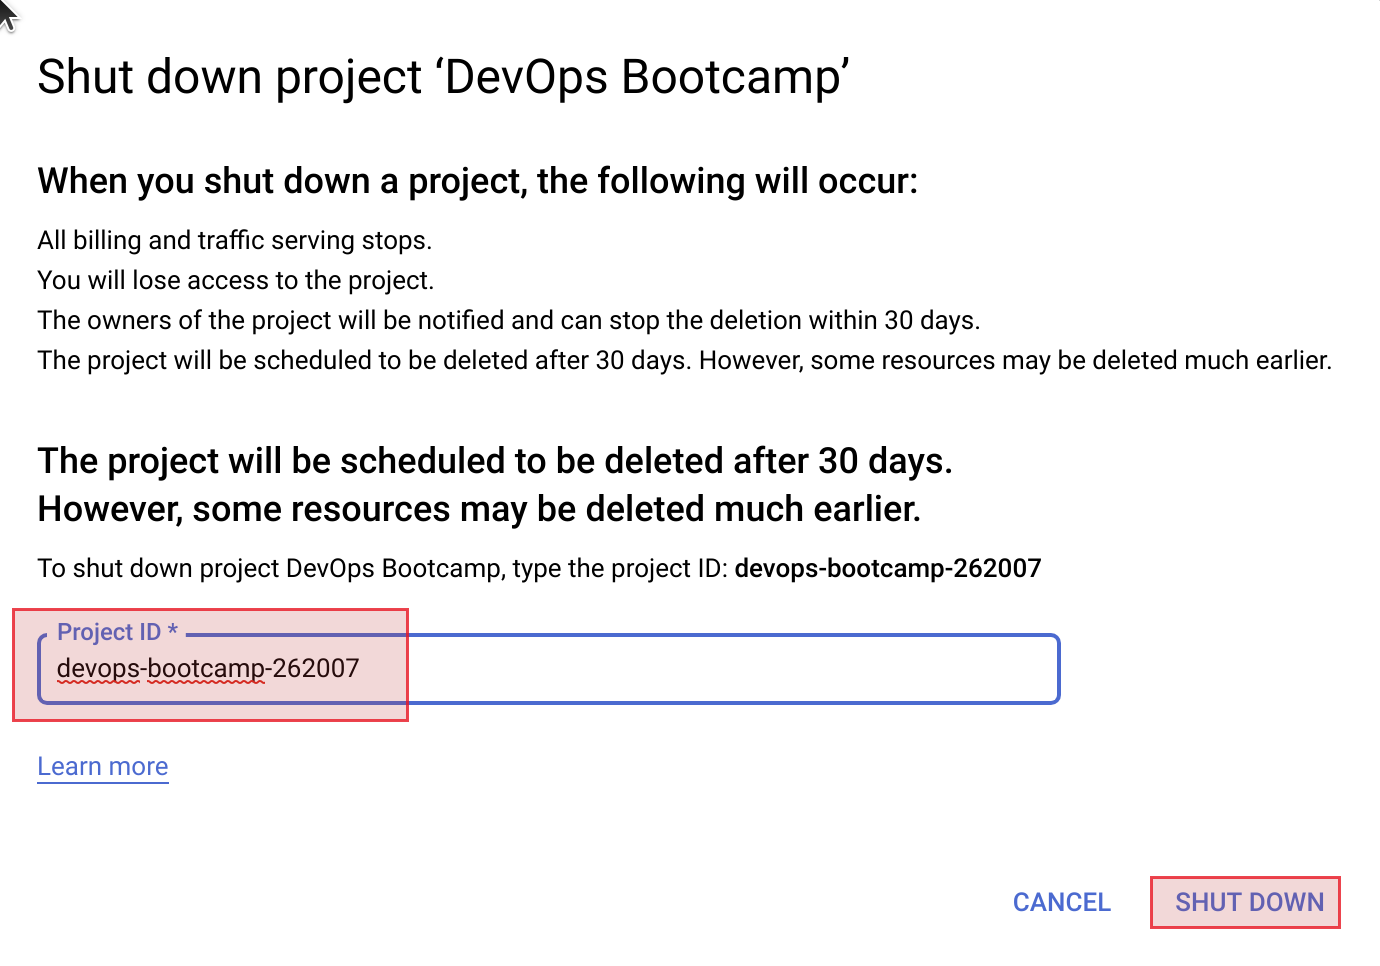 Shut down project ‘DevOps Bootcamp’
When you shut down a project, the following will occur:
All billing and traffic serving stops.
You will lose access to the project.
The owners of the project will be notified and can stop the deletion within 30 days.
The project will be scheduled to be deleted after 30 days. However, some resources may be deleted much earlier.
The project will be scheduled to be deleted after 30 days.
However, some resources may be deleted much earlier.
To shut down project DevOps Bootcamp, type the project ID: devops-bootcamp-262007
Project ID *
devops-bootcamp-262007
Learn more
CANCEL SHUT DOWN